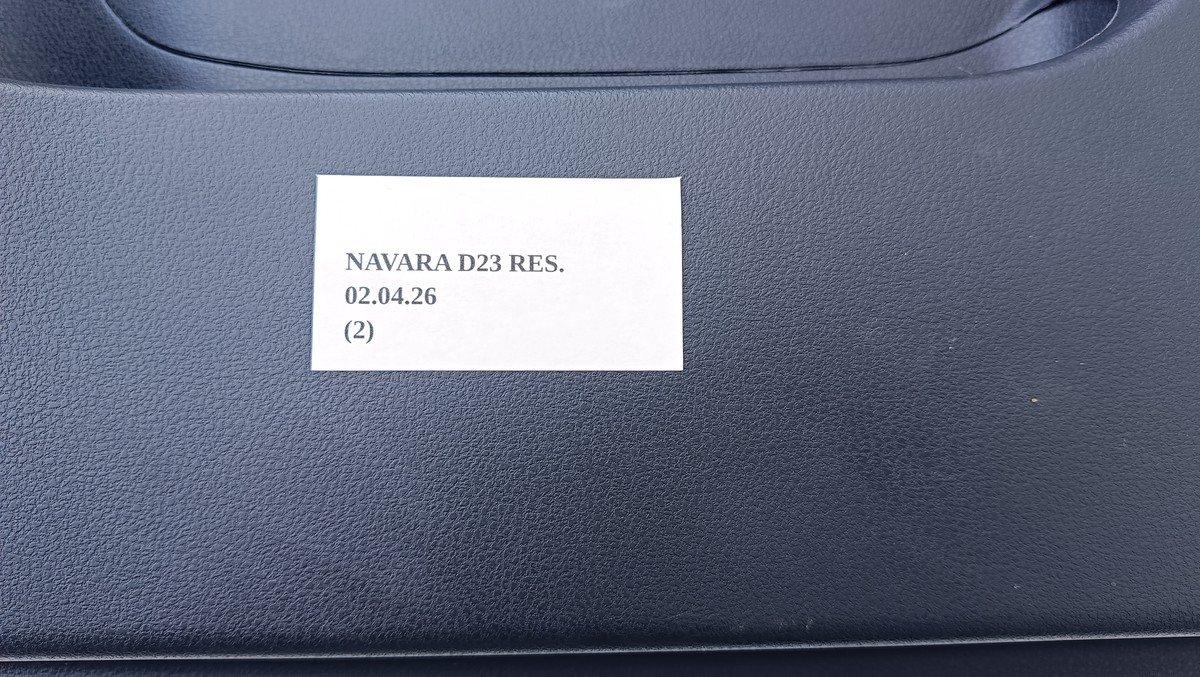 NAVARA D23 RES.
02.04.26
(2)